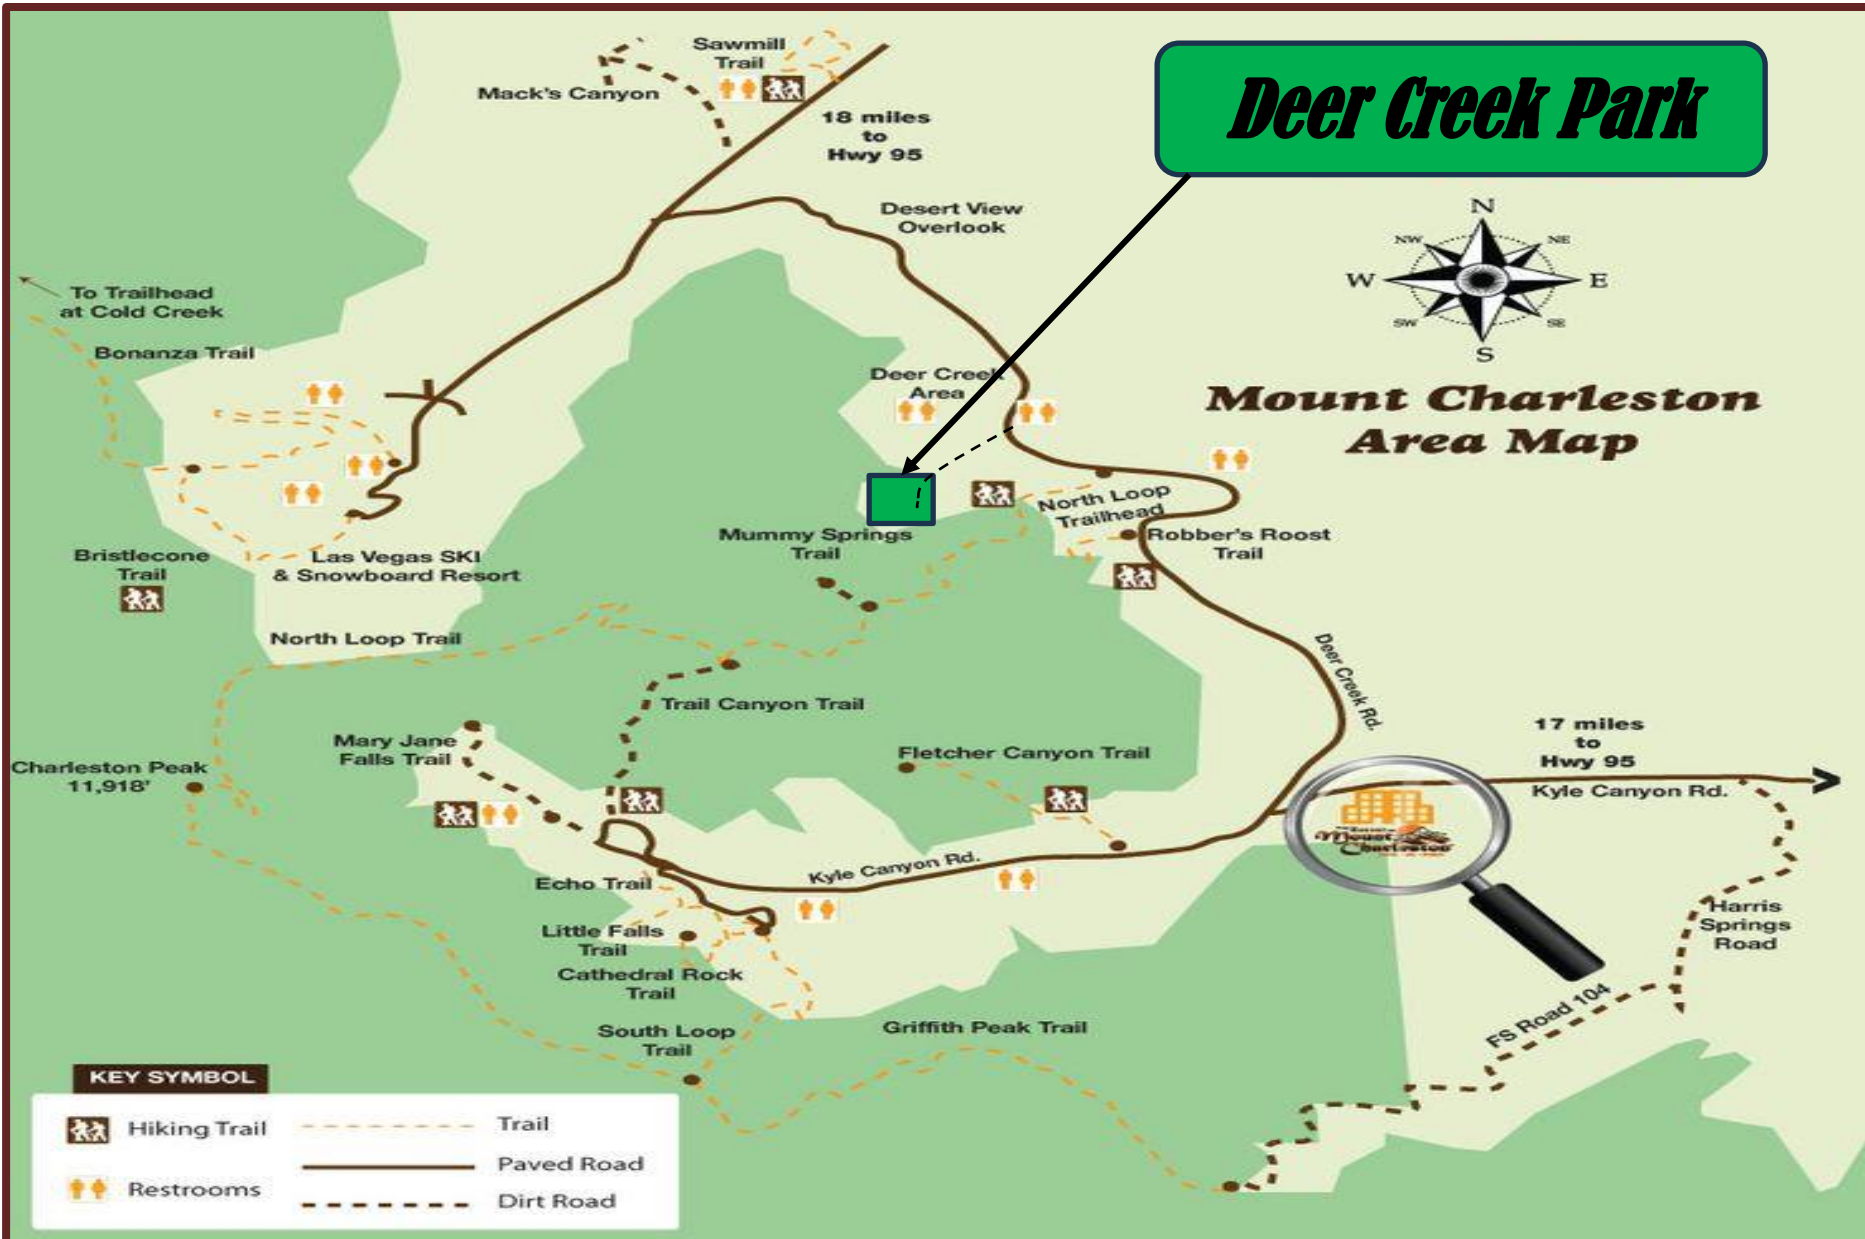 Sawmill
Trail
Mack's Canyon
18 miles
to
Hwy 95
Deer Creek Park
Desert View
Overlook
N
NW
NE
W
E
SW
SE
S
To Trailhead
at Cold Creek
Bonanza Trail
Deer Creek
Area
Mount Charleston
Area Map
North Loop
Trailhead
Mummy Springs
Trail
Robber's Roost
Trail
Bristlecone
Trail
Las Vegas SKI
& Snowboard Resort
North Loop Trail
Deer Creek Rd.
Trail Canyon Trail
Mary Jane
Falls Trail
Fletcher Canyon Trail
17 miles
to
Hwy 95
Kyle Canyon Rd.
Charleston Peak
11,918'
Mount
Charleston
Kyle Canyon Rd.
Echo Trail
Harris
Springs
Road
Little Falls
Trail
Cathedral Rock
Trail
FS Road 104
South Loop
Trail
Griffith Peak Trail
KEY SYMBOL
Hiking Trail
Trail
Paved Road
Restrooms
Dirt Road